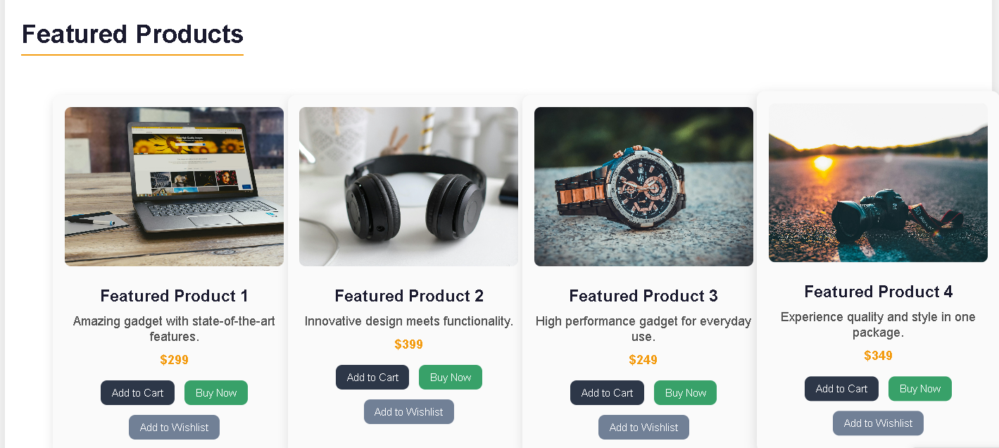 Featured Products
Featured Product 1
Amazing gadget with state-of-the-art
features.
$299
Add to Cart
Buy Now
Add to Wishlist
Featured Product 2
Innovative design meets functionality.
$399
Add to Cart
Buy Now
Add to Wishlist
Featured Product 3
High performance gadget for everyday
use.
$249
Add to Cart
Buy Now
Add to Wishlist
Featured Product 4
Experience quality and style in one
package.
$349
Add to Cart
Buy Now
Add to Wishlist